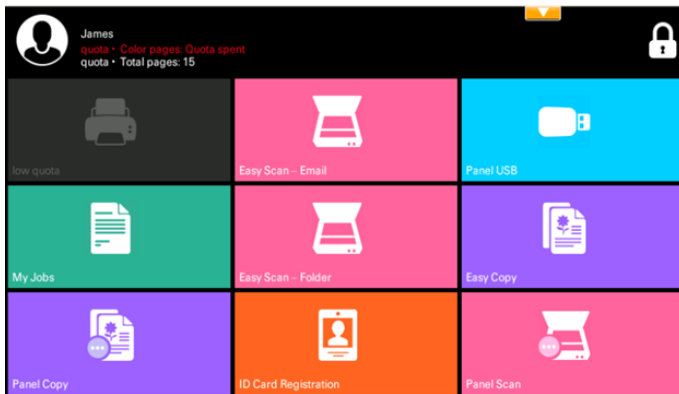 James
quota • Color pages: Quota spent
quota • Total pages: 15
low quota
Easy Scan – Email
Panel USB
My Jobs
Easy Scan – Folder
Easy Copy
Panel Copy
ID Card Registration
Panel Scan